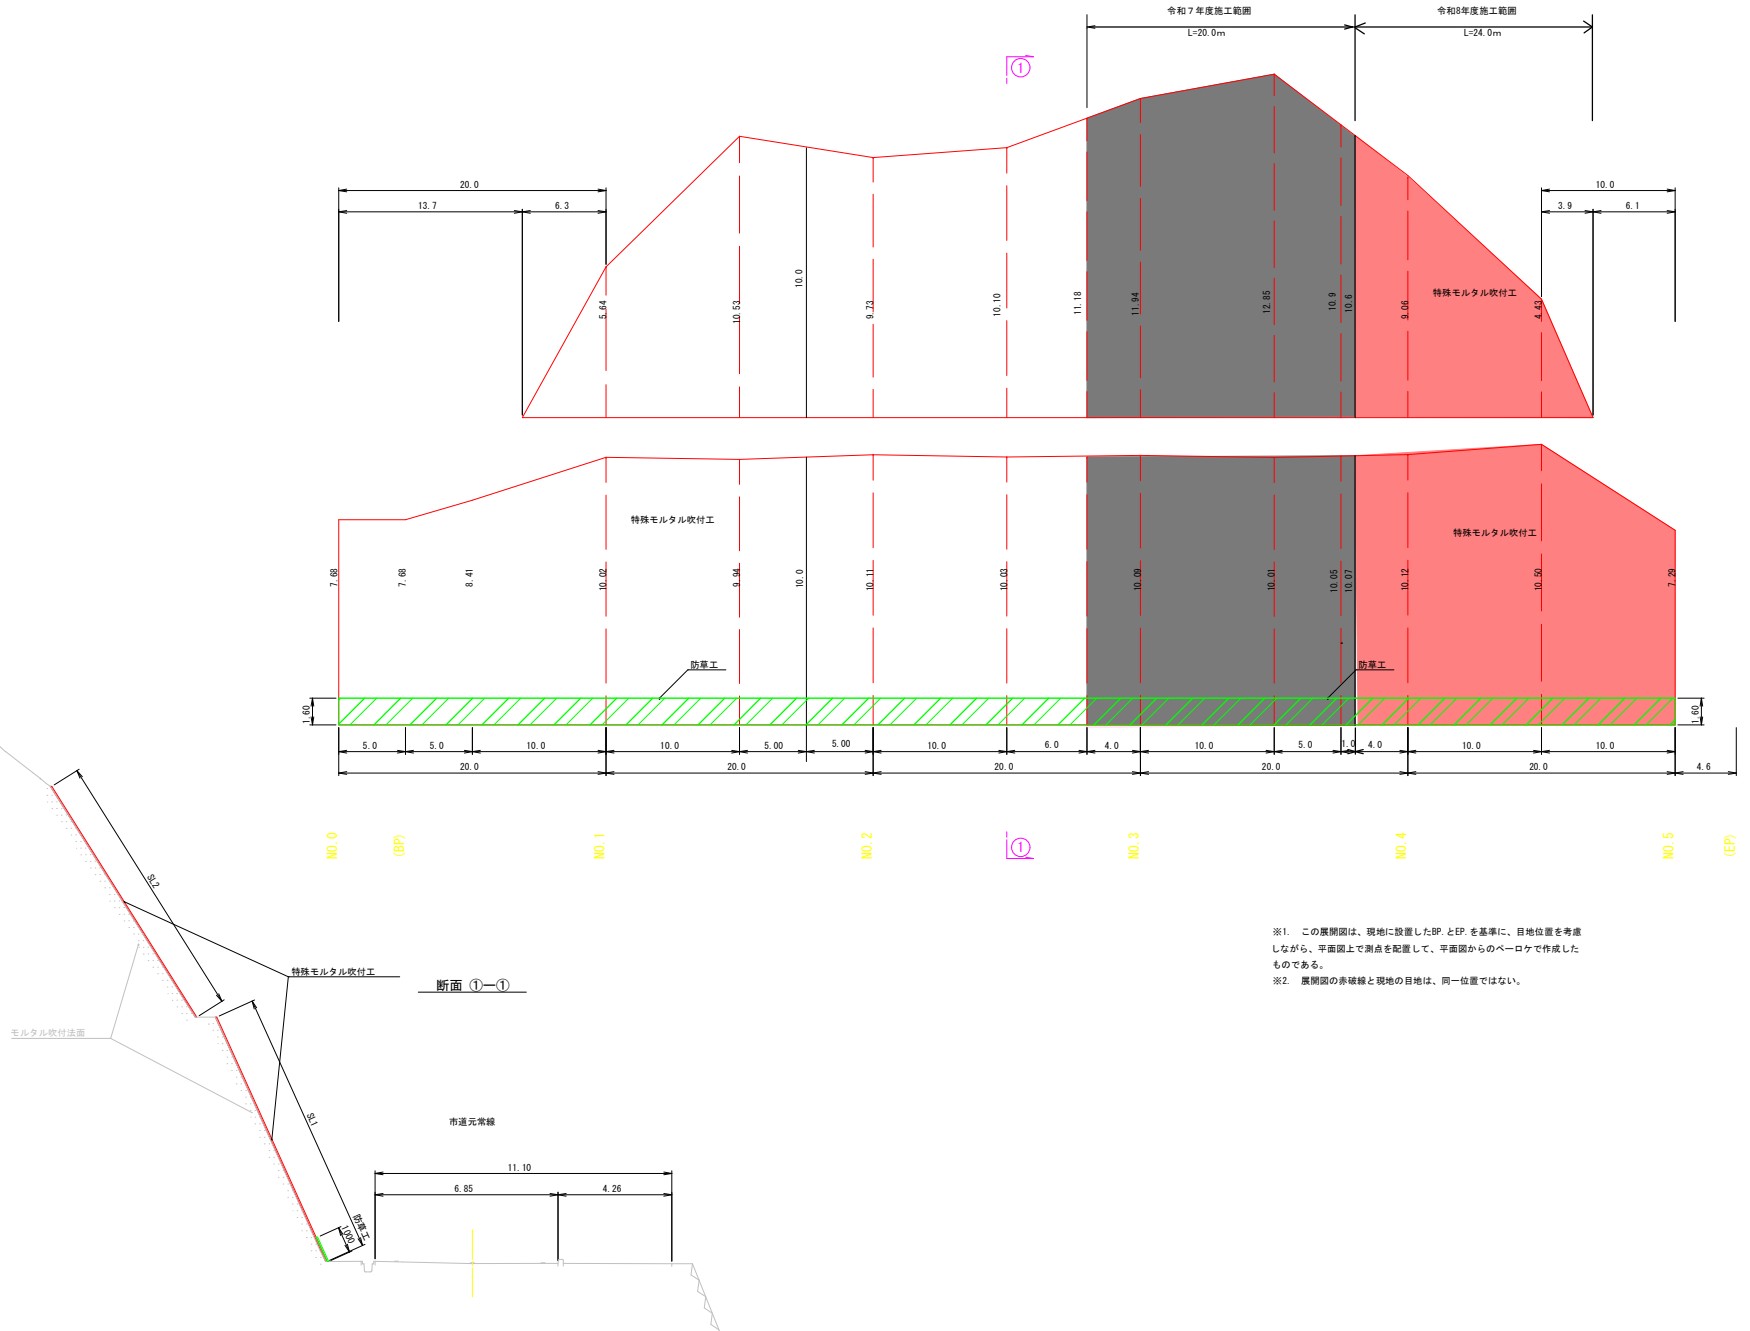 令和７年度施工範囲
L=20.0m
令和8年度施工範囲
L=24.0m
①
20.0
13.7
6.3
10.0
3.9
6.1
5.64
10.53
10.0
9.73
10.10
11.18
11.94
12.85
10.9
10.6
9.06
4.43
特殊モルタル吹付工
特殊モルタル吹付工
特殊モルタル吹付工
7.68
7.68
8.41
10.02
9.94
10.0
10.11
10.03
10.09
10.01
10.05
10.07
10.12
10.50
7.29
防草工
防草工
1.60
1.60
5.0
5.0
10.0
10.0
5.00
5.00
10.0
6.0
4.0
10.0
5.0
1.0
4.0
10.0
10.0
20.0
20.0
20.0
20.0
20.0
4.6
NO.0
(BP)
NO.1
NO.2
①
NO.3
NO.4
NO.5
(EP)
SL2
特殊モルタル吹付工
断面 ①―①
モルタル吹付法面
SL1
防草工
1000
市道元常線
11.10
6.85
4.26
※1.　この展開図は、現地に設置したBP.とEP.を基準に、目地位置を考慮
しながら、平面図上で測点を配置して、平面図からのペーロケで作成した
ものである。
※2.　展開図の赤破線と現地の目地は、同一位置ではない。